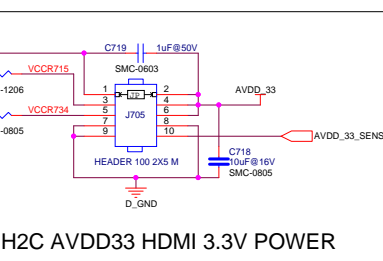 C719 1uF@50V
VCCR715 SMC-0603
-1206 1 JP 2 AVDD_33
3 4
VCCR734 5 J705 6
-0805 7 8
9 10 AVDD_33_SENS
C718
HEADER 100 2X5 M 10uF@16V
SMC-0805
D_GND
H2C AVDD33 HDMI 3.3V POWER